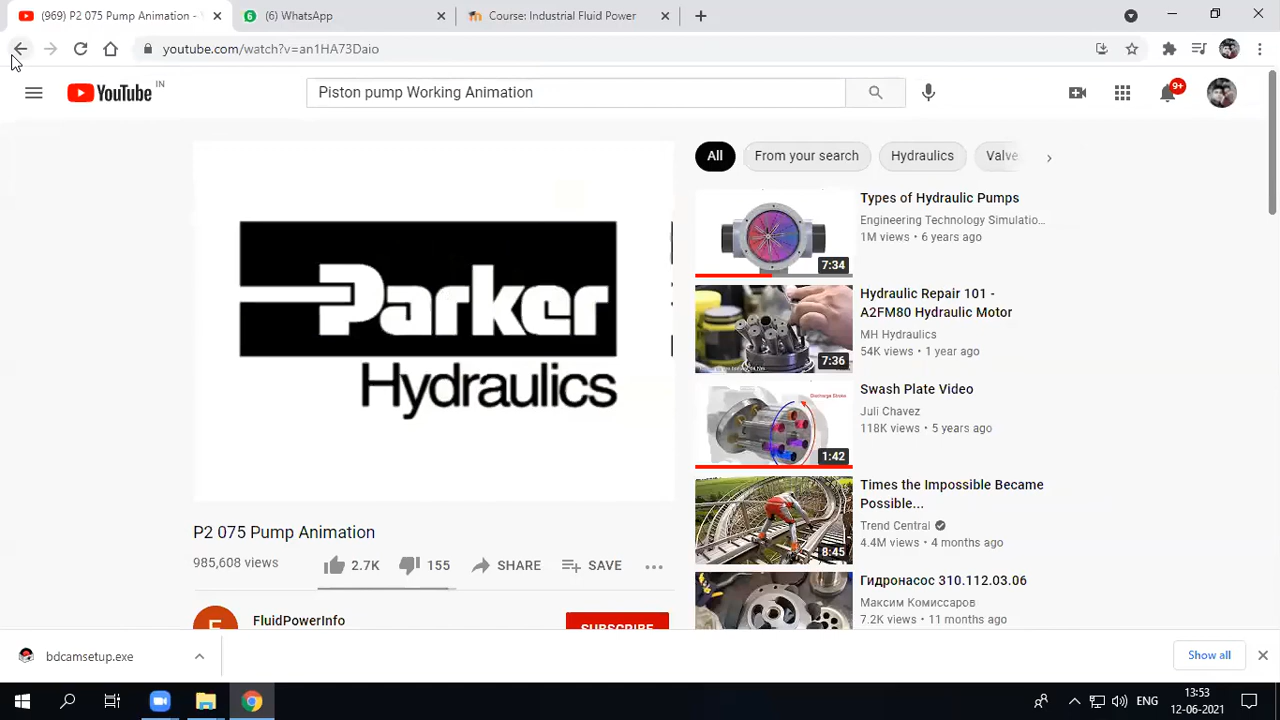 (969) P2 075 Pump Animation -
6
(6) WhatsApp
Course: Industrial Fluid Power
youtube.com/watch?v=an1HA73Daio
YouTube IN
Piston pump Working Animation
9+
Parker
Hydraulics
All
From your search
Hydraulics
Valve
Types of Hydraulic Pumps
Engineering Technology Simulatio...
1M views • 6 years ago
7:34
Hydraulic Repair 101 -
A2FM80 Hydraulic Motor
MH Hydraulics
54K views • 1 year ago
7:36
Discharge Stroke
Swash Plate Video
Juli Chavez
118K views • 5 years ago
1:42
Times the Impossible Became
Possible...
Trend Central
4.4M views • 4 months ago
8:45
Гидронасос 310.112.03.06
Максим Комиссаров
7.2K views • 11 months ago
P2 075 Pump Animation
985,608 views
2.7K
155
SHARE
SAVE
F
FluidPowerInfo
SUBSCRIBE
bdcamsetup.exe
Show all
ENG
13:53
12-06-2021